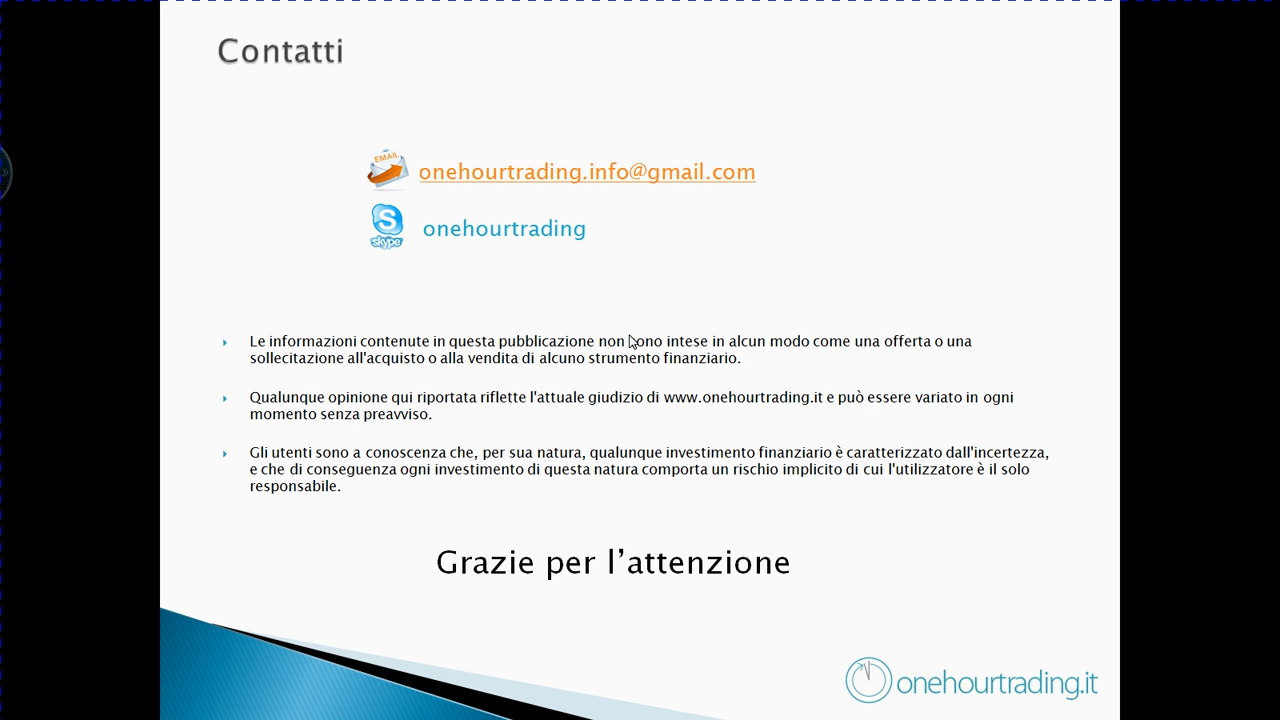 Contatti
EMAIL
onehourtrading.info@gmail.com
S
skype
onehourtrading
Le informazioni contenute in questa pubblicazione non sono intese in alcun modo come una offerta o una
sollecitazione all'acquisto o alla vendita di alcuno strumento finanziario.
Qualunque opinione qui riportata riflette l'attuale giudizio di www.onehourtrading.it e può essere variato in ogni
momento senza preavviso.
Gli utenti sono a conoscenza che, per sua natura, qualunque investimento finanziario è caratterizzato dall'incertezza,
e che di conseguenza ogni investimento di questa natura comporta un rischio implicito di cui l'utilizzatore è il solo
responsabile.
Grazie per l’attenzione
onehourtrading.it